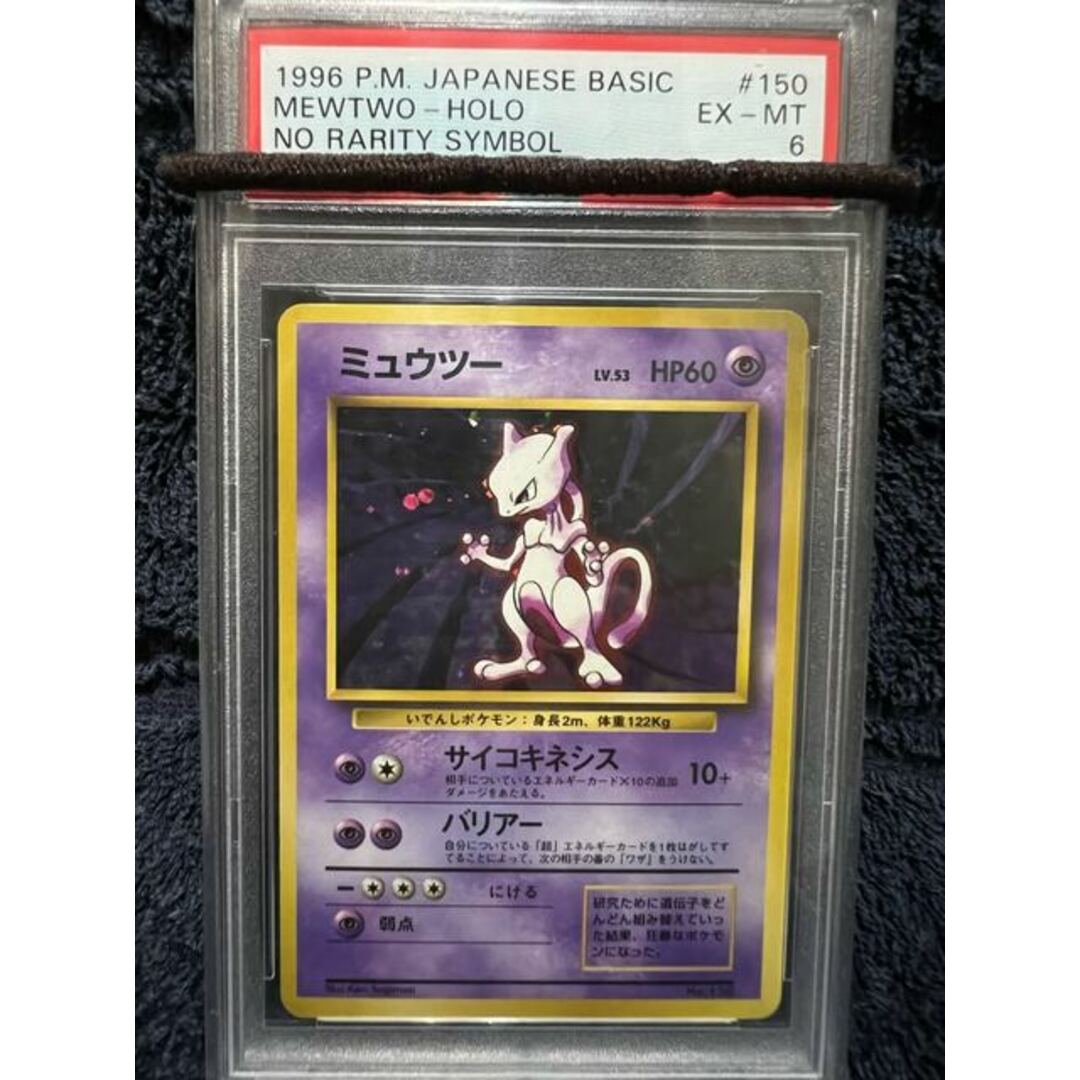 1996 P.M. JAPANESE BASIC #150
MEWTWO - HOLO EX - MT
NO RARITY SYMBOL 6
ミュウツー LV.53 HP60
いでんしポケモン：身長2m、体重122Kg
サイコキネシス 10+
相手についているエネルギーカード×10の追加
ダメージをあたえる。
バリアー
自分についている「超」エネルギーカードを1枚はがしてす
てることによって、次の相手の番の「ワザ」をうけない。
にげる
弱点
研究ために遺伝子をど
んどん組み替えていっ
た結果、狂暴なポケモ
ンになった。
Illus. Ken Sugimori